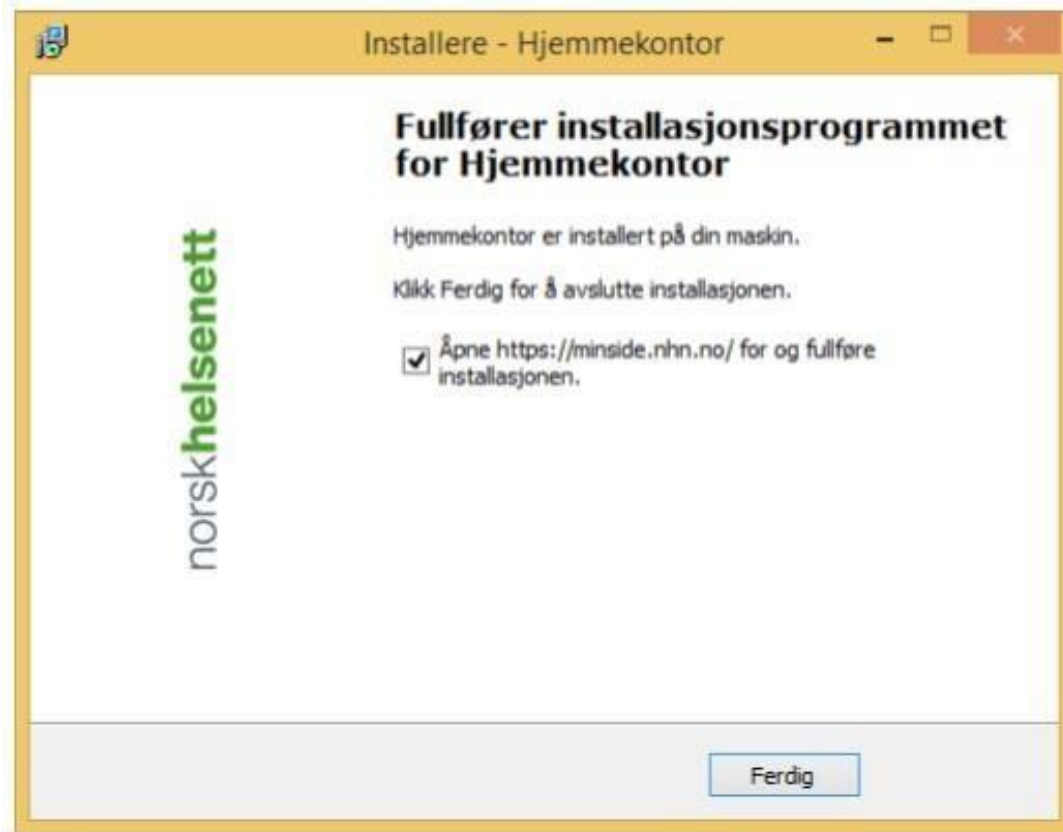 Installere - Hjemmekontor
Fullfører installasjonsprogrammet
for Hjemmekontor
Hjemmekontor er installert på din maskin.
Klikk Ferdig for å avslutte installasjonen.
Åpne https://minside.nhn.no/ for og fullføre
installasjonen.
norskhelsenett
Ferdig